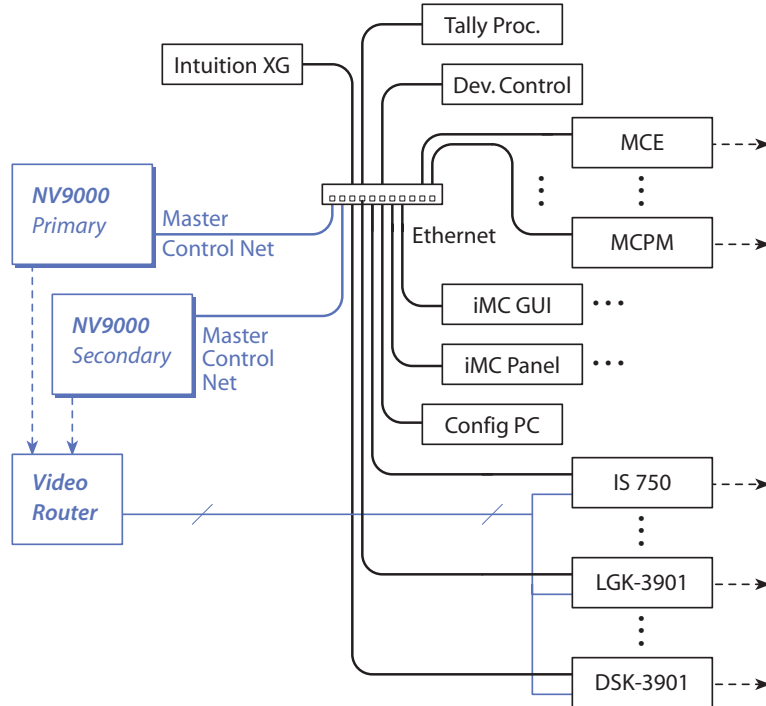 Tally Proc.
Intuition XG
Dev. Control
MCE
NV9000
Primary
Master
Control Net
Ethernet
MCPM
NV9000
Secondary
Master
Control
Net
iMC GUI
iMC Panel
Config PC
Video
Router
IS 750
LGK-3901
DSK-3901